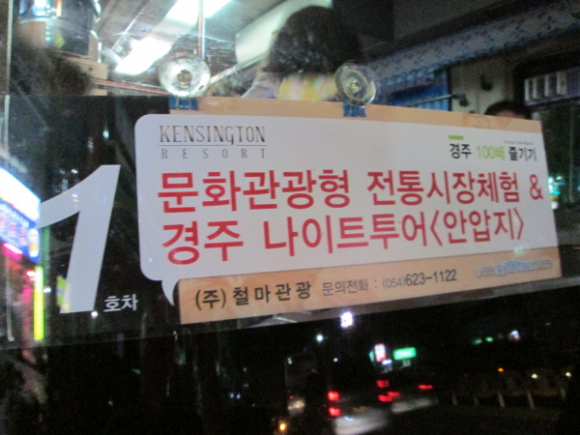 KENSINGTON
RESORT
경주 100배 즐기기
문화관광형 전통시장체험 &
경주 나이트투어<안압지>
1호차
(주) 철마관광 문의전화 : (054)623-1122